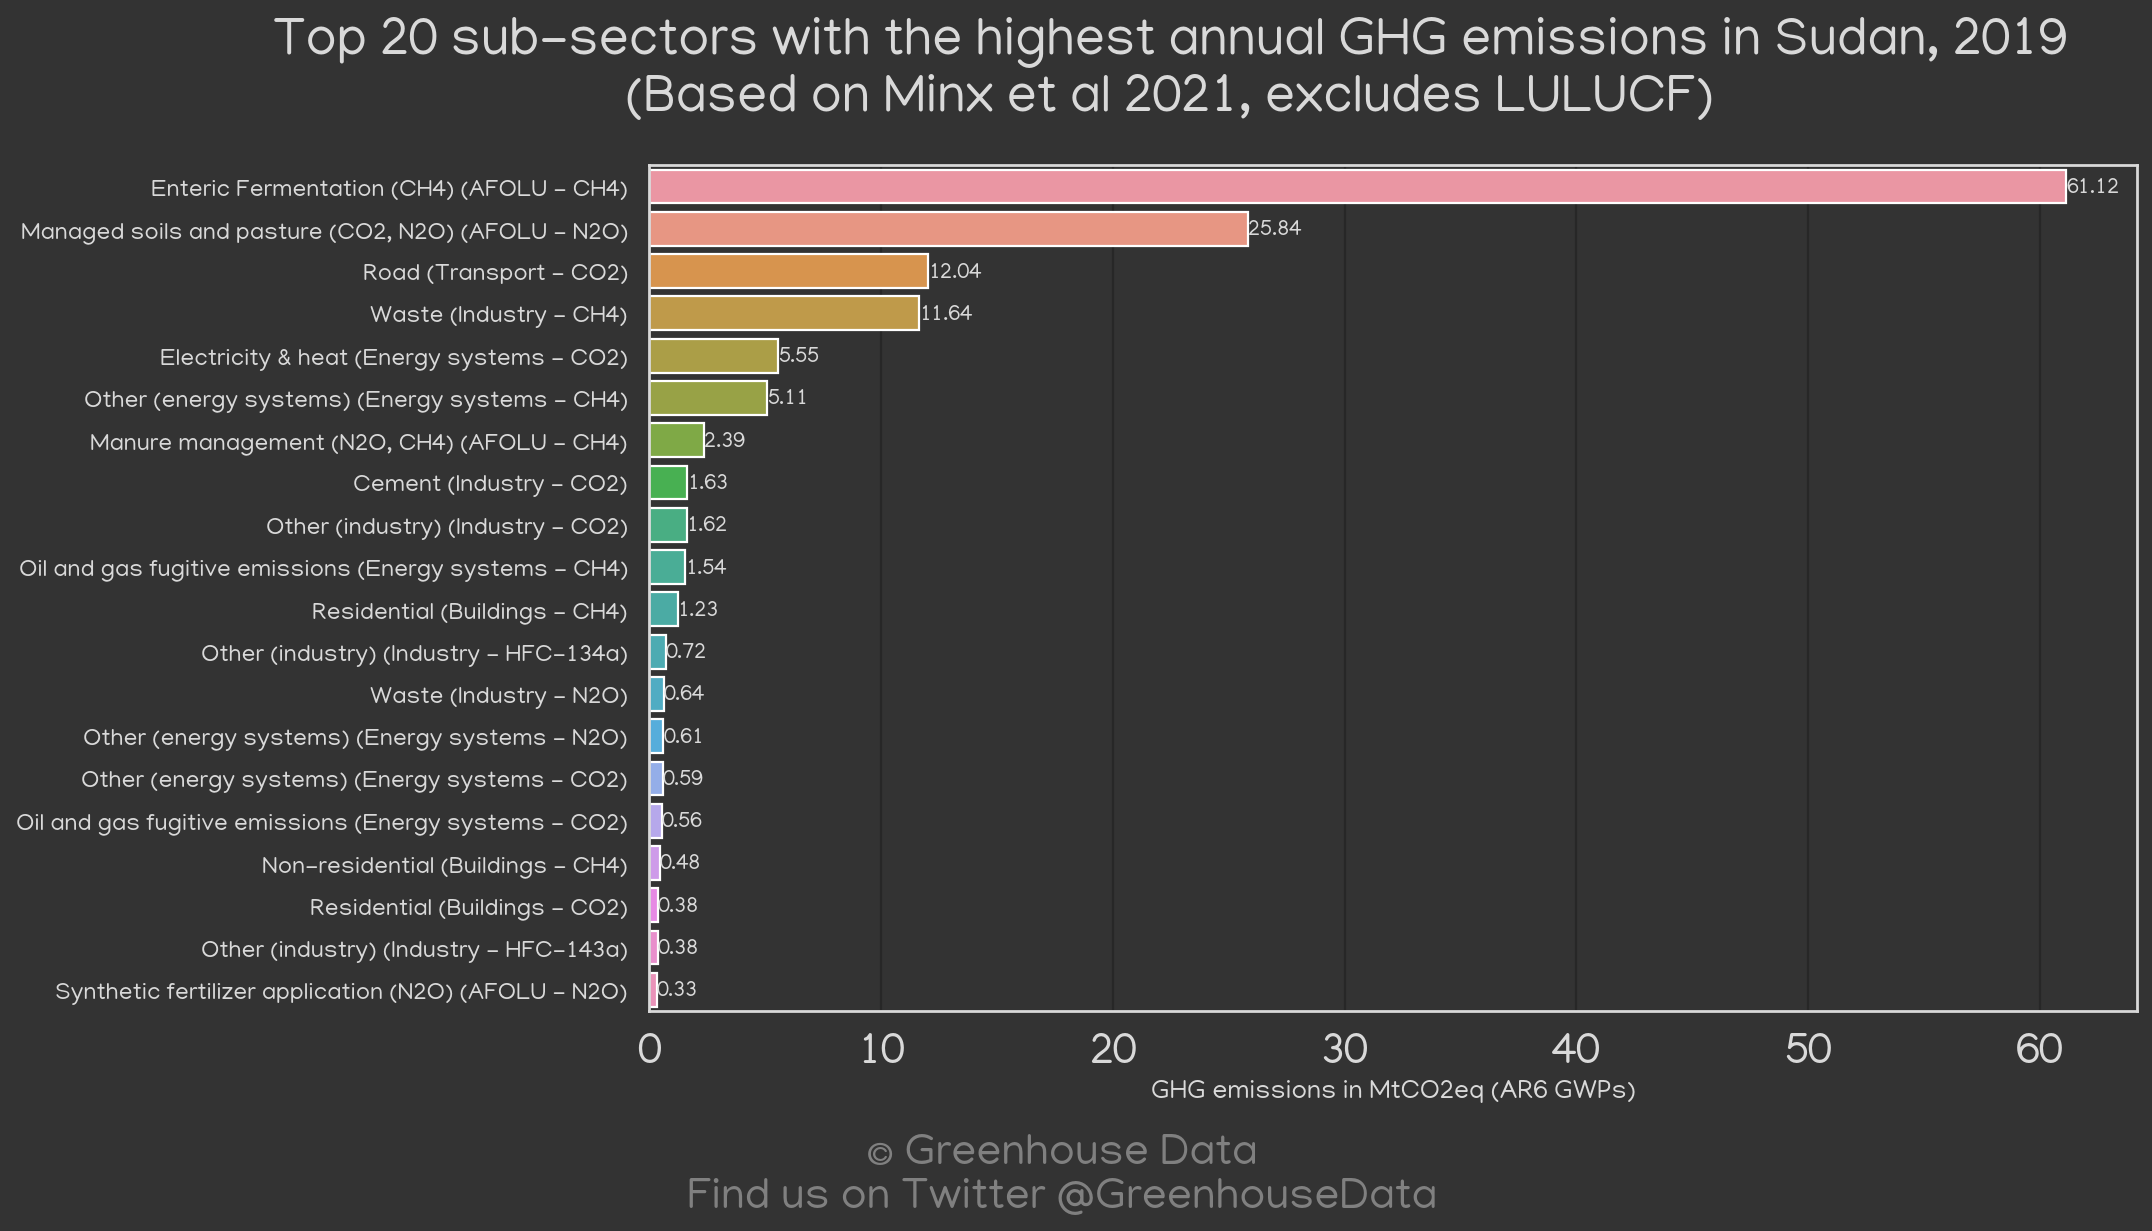 Top 20 sub-sectors with the highest annual GHG emissions in Sudan, 2019
(Based on Minx et al 2021, excludes LULUCF)
Enteric Fermentation (CH4) (AFOLU - CH4) 61.12
Managed soils and pasture (CO2, N2O) (AFOLU - N2O) 25.84
Road (Transport - CO2) 12.04
Waste (Industry - CH4) 11.64
Electricity & heat (Energy systems - CO2) 5.55
Other (energy systems) (Energy systems - CH4) 5.11
Manure management (N2O, CH4) (AFOLU - CH4) 2.39
Cement (Industry - CO2) 1.63
Other (industry) (Industry - CO2) 1.62
Oil and gas fugitive emissions (Energy systems - CH4) 1.54
Residential (Buildings - CH4) 1.23
Other (industry) (Industry - HFC-134a) 0.72
Waste (Industry - N2O) 0.64
Other (energy systems) (Energy systems - N2O) 0.61
Other (energy systems) (Energy systems - CO2) 0.59
Oil and gas fugitive emissions (Energy systems - CO2) 0.56
Non-residential (Buildings - CH4) 0.48
Residential (Buildings - CO2) 0.38
Other (industry) (Industry - HFC-143a) 0.38
Synthetic fertilizer application (N2O) (AFOLU - N2O) 0.33
0 10 20 30 40 50 60
GHG emissions in MtCO2eq (AR6 GWPs)
© Greenhouse Data
Find us on Twitter @GreenhouseData